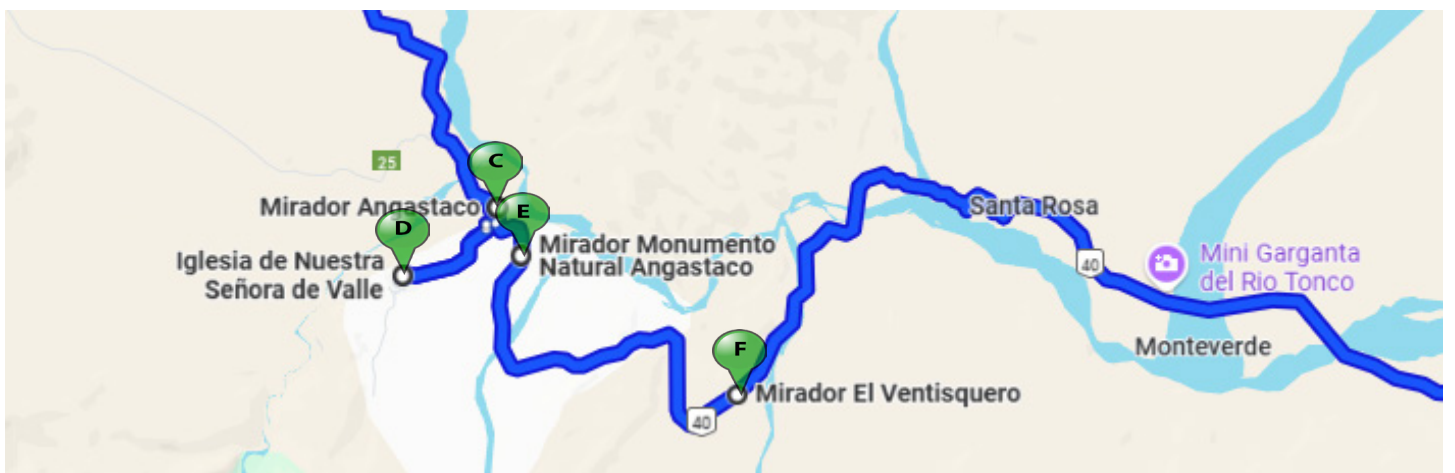 25
C
Mirador Angastaco
E
D
Iglesia de Nuestra
Señora de Valle
Mirador Monumento
Natural Angastaco
Santa Rosa
40
Mini Garganta
del Rio Tonco
Monteverde
F
Mirador El Ventisquero
40